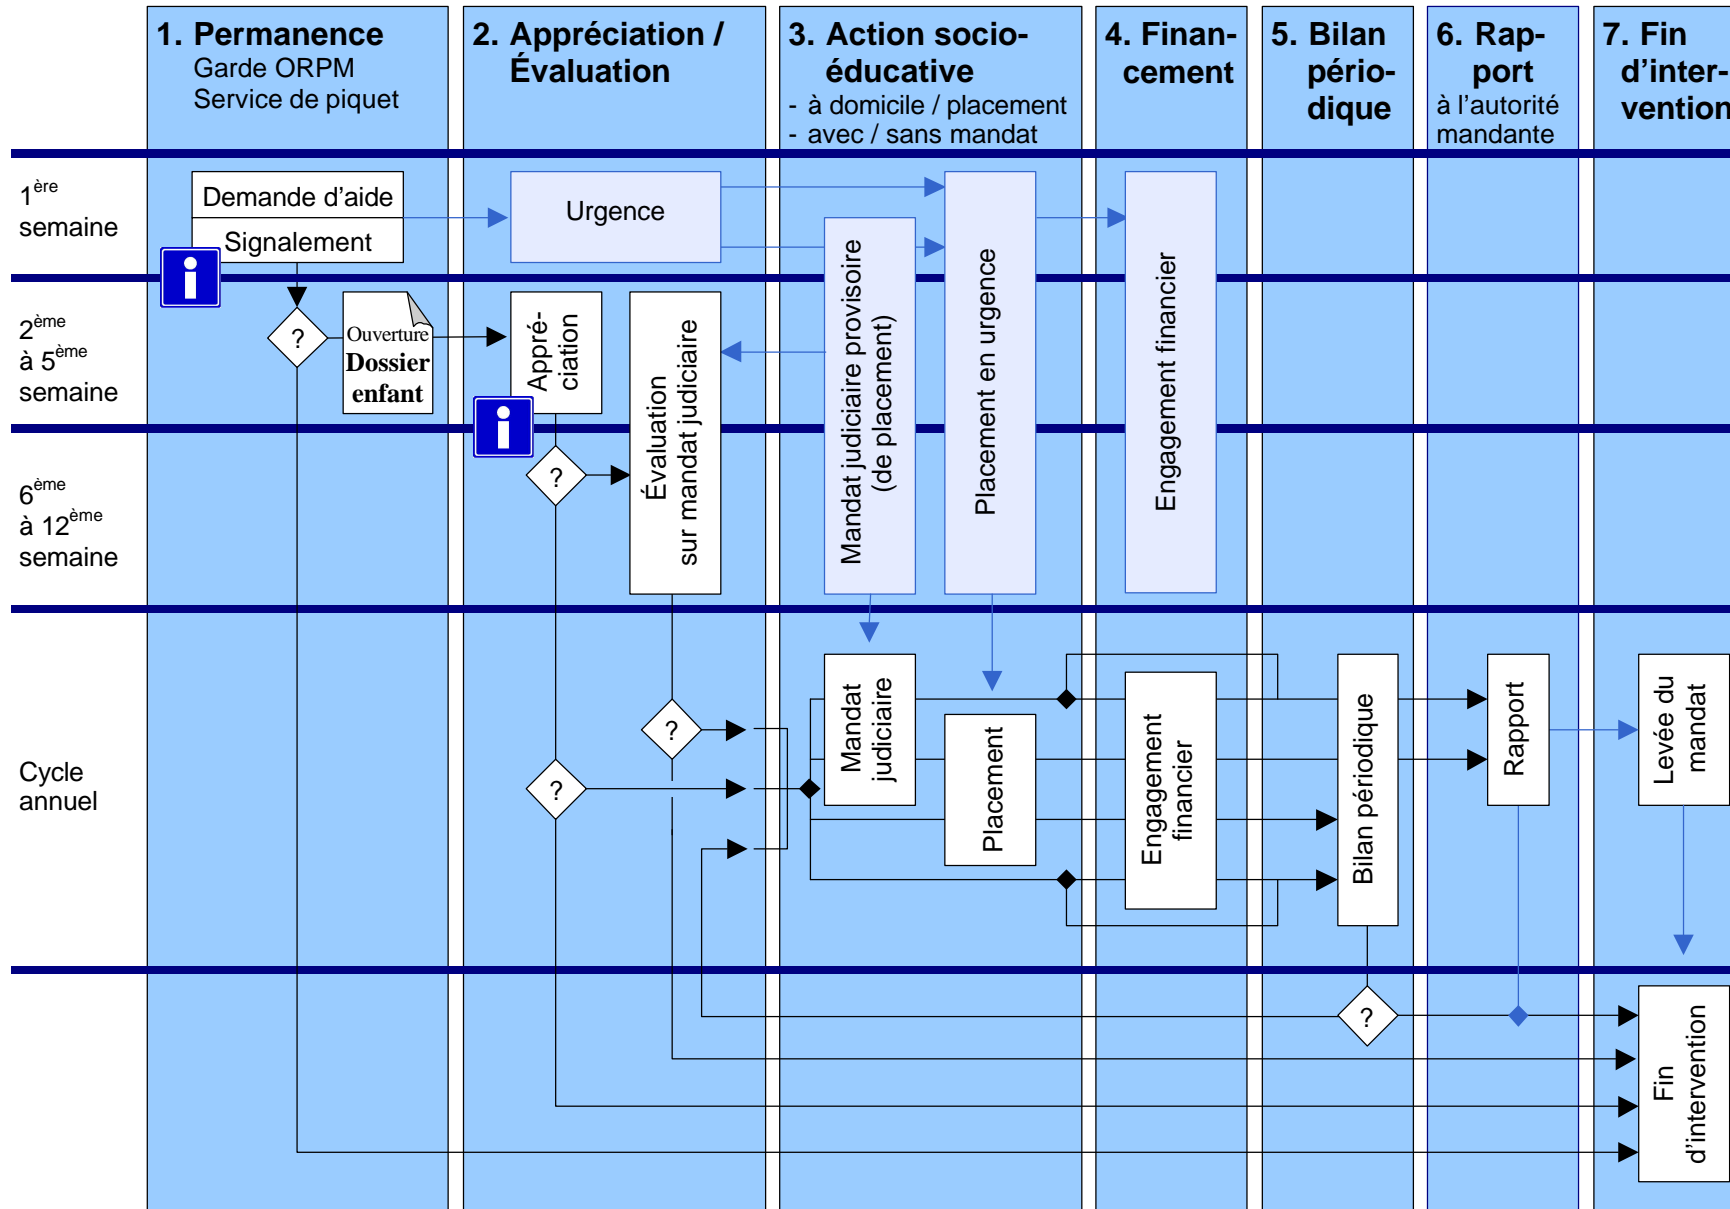 1. Permanence
Garde ORPM
Service de piquet
2. Appréciation /
Évaluation
3. Action socio-
éducative
- à domicile / placement
- avec / sans mandat
4. Finan-
cement
5. Bilan
pério-
dique
6. Rap-
port
à l'autorité
mandante
7. Fin
d'inter-
vention
1ère
semaine
Demande d'aide
Signalement
Urgence
2ème
à 5ème
semaine
?
Ouverture
Dossier
enfant
Appré-
ciation
Évaluation
sur mandat judiciaire
Mandat judiciaire provisoire
(de placement)
Placement en urgence
Engagement financier
i
i
6ème
à 12ème
semaine
?
Cycle
annuel
?
?
Mandat
judiciaire
Placement
Engagement
financier
Bilan périodique
Rapport
Levée du
mandat
?
Fin
d'intervention